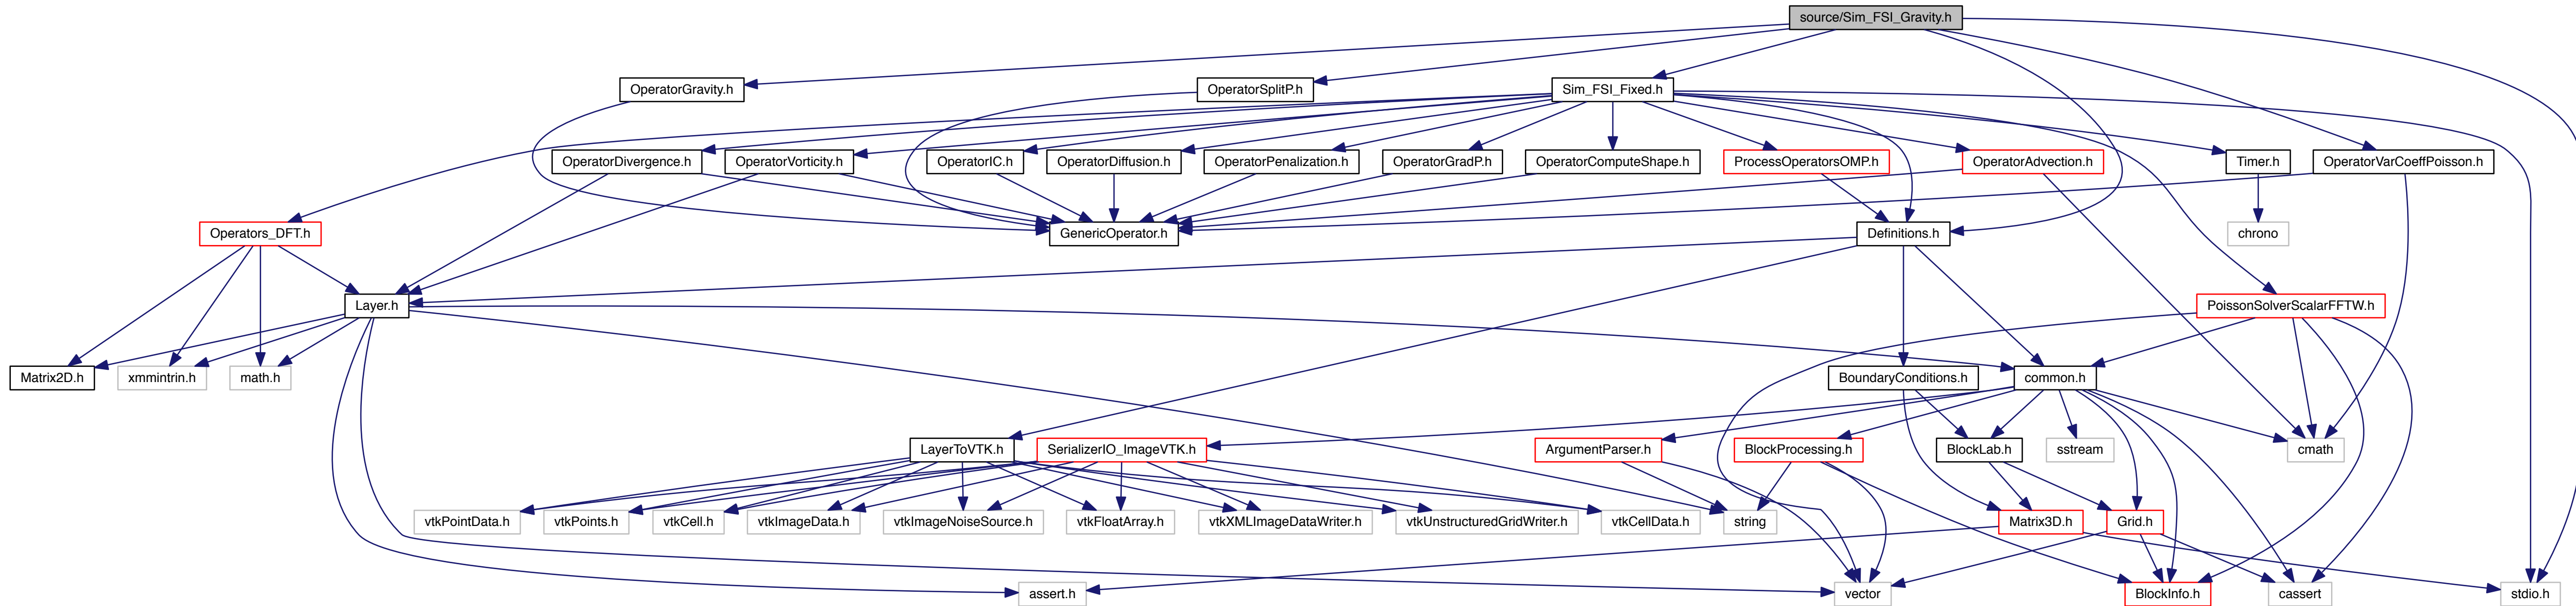 source/Sim_FSI_Gravity.h
OperatorGravity.h
OperatorSplitP.h
Sim_FSI_Fixed.h
OperatorDivergence.h
OperatorVorticity.h
OperatorIC.h
OperatorDiffusion.h
OperatorPenalization.h
OperatorGradP.h
OperatorComputeShape.h
ProcessOperatorsOMP.h
OperatorAdvection.h
Timer.h
OperatorVarCoeffPoisson.h
Operators_DFT.h
GenericOperator.h
Definitions.h
chrono
Layer.h
PoissonSolverScalarFFTW.h
Matrix2D.h
xmmintrin.h
math.h
BoundaryConditions.h
common.h
LayerToVTK.h
SerializerIO_ImageVTK.h
ArgumentParser.h
BlockProcessing.h
BlockLab.h
sstream
cmath
vtkPointData.h
vtkPoints.h
vtkCell.h
vtkImageData.h
vtkImageNoiseSource.h
vtkFloatArray.h
vtkXMLImageDataWriter.h
vtkUnstructuredGridWriter.h
vtkCellData.h
string
Matrix3D.h
Grid.h
assert.h
vector
BlockInfo.h
cassert
stdio.h